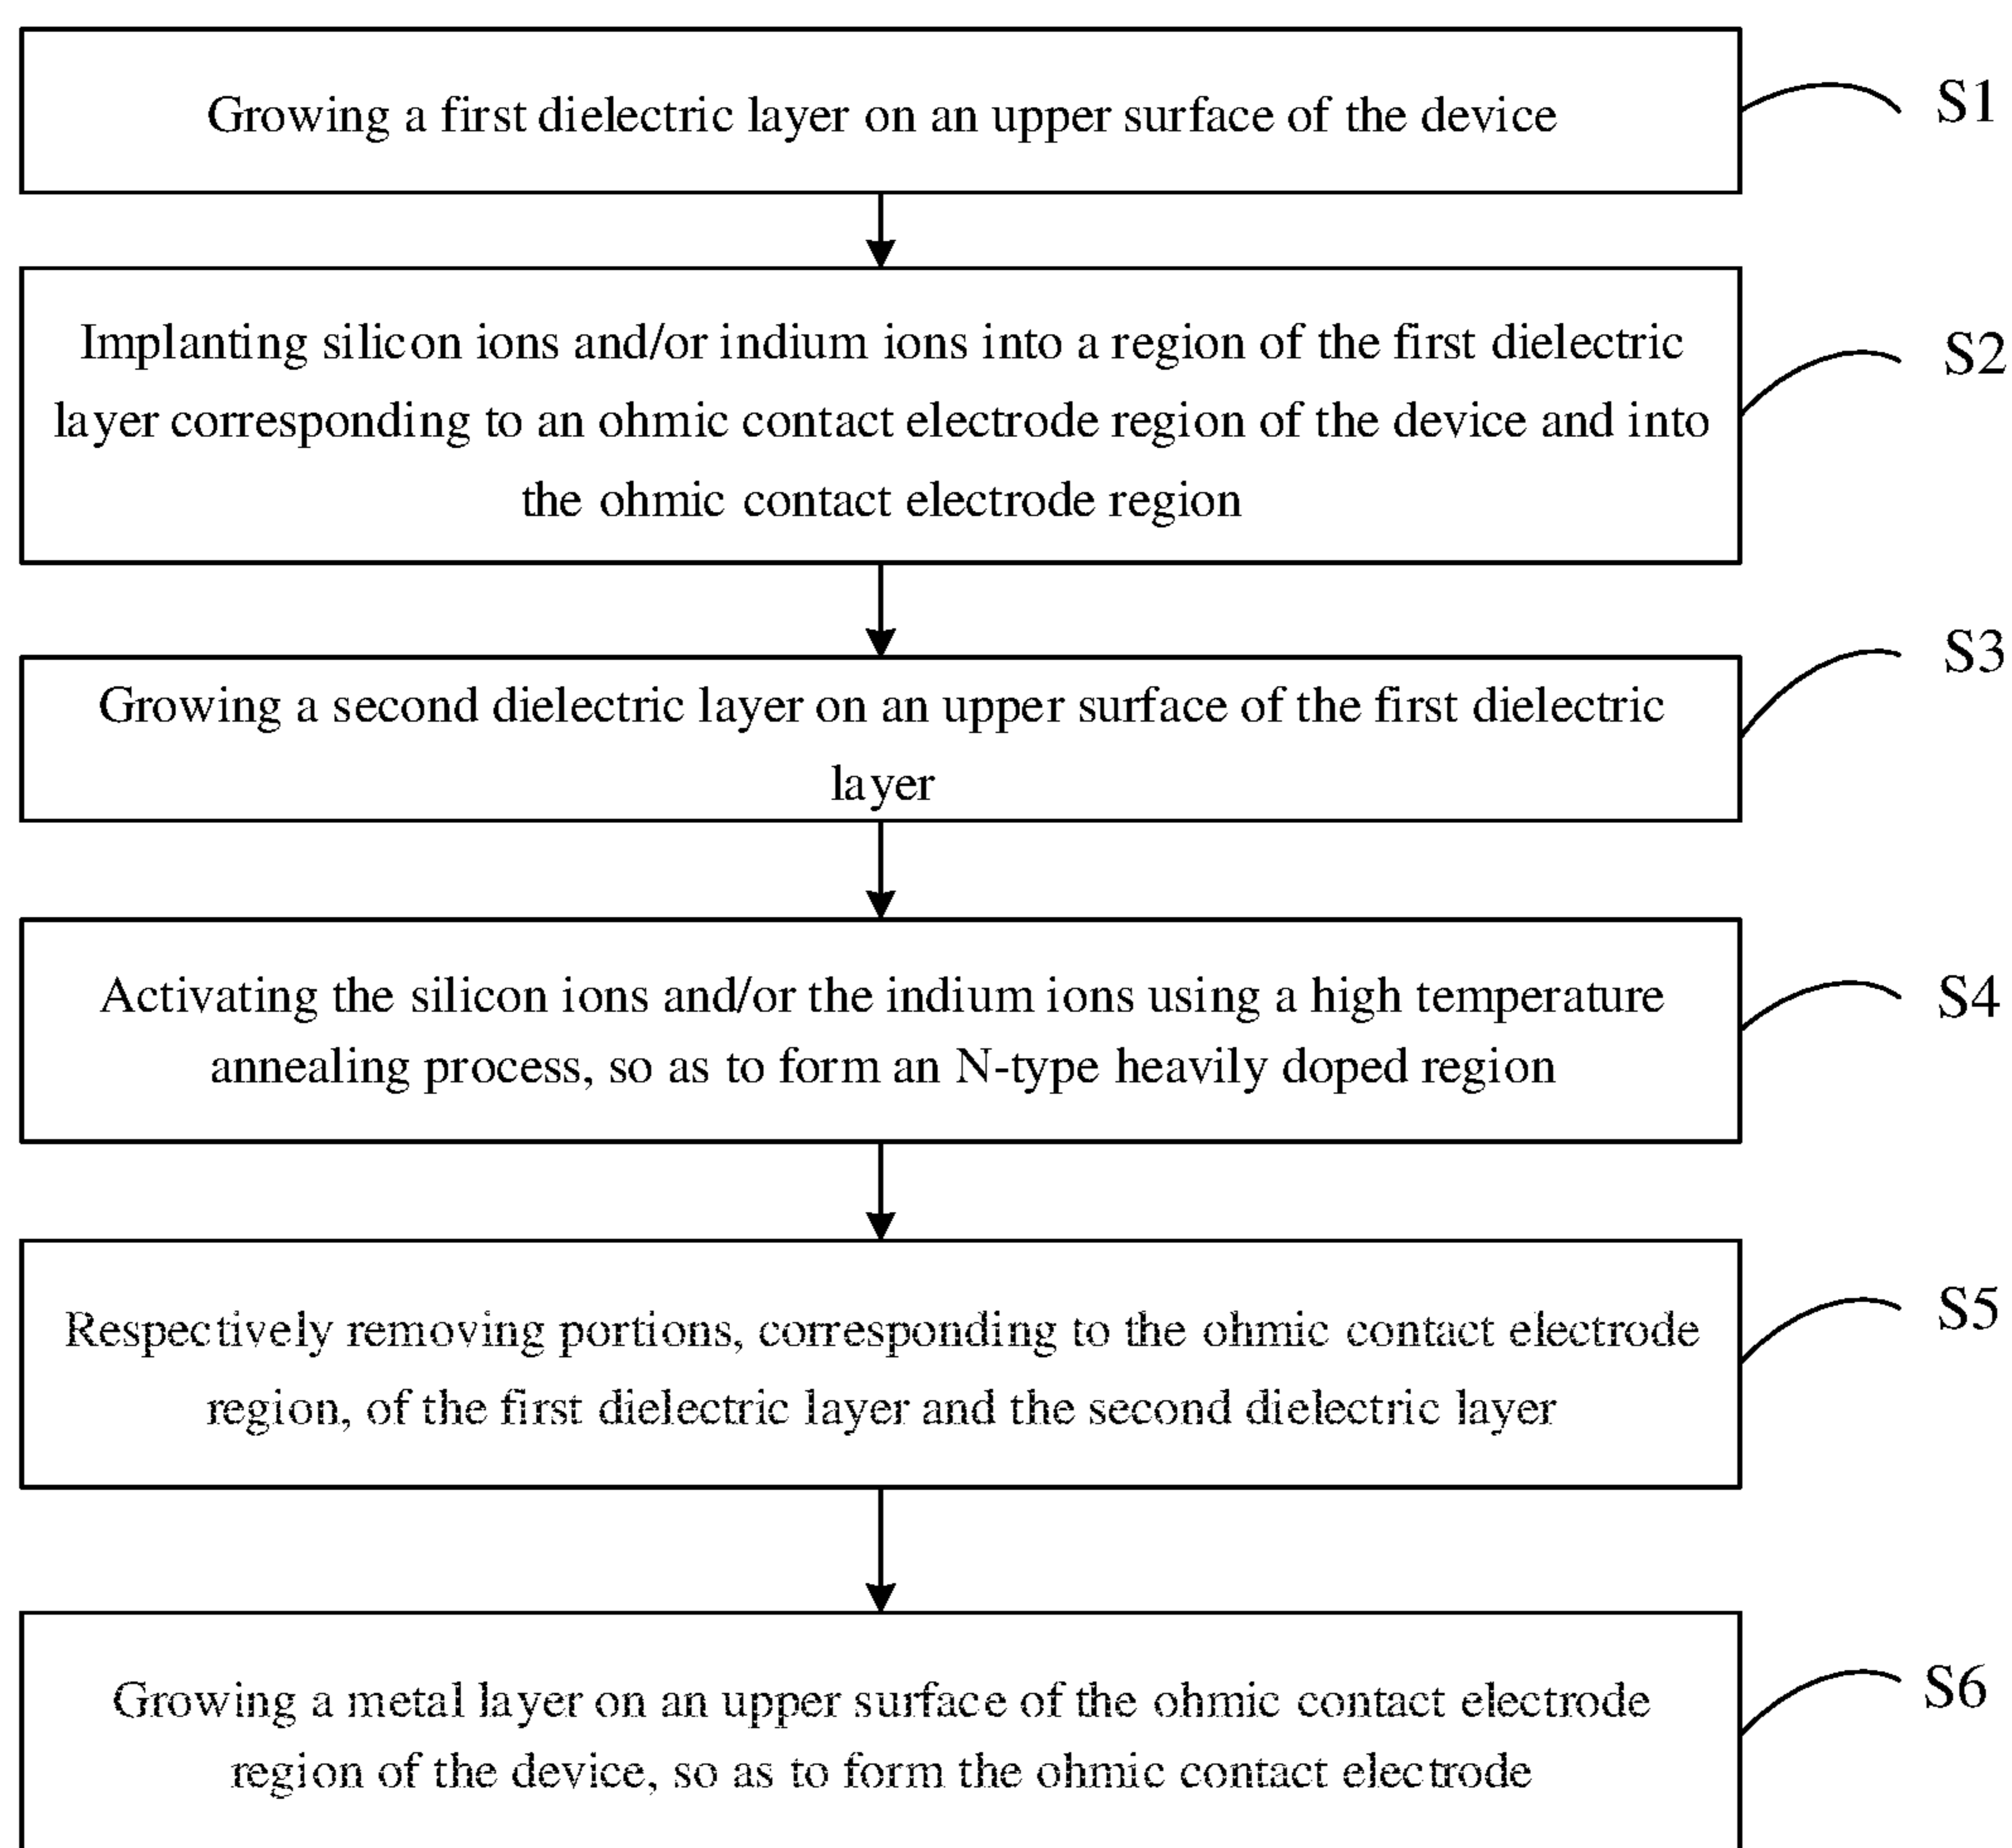 Growing a first dielectric layer on an upper surface of the device
S1
Implanting silicon ions and/or indium ions into a region of the first dielectric
layer corresponding to an ohmic contact electrode region of the device and into
the ohmic contact electrode region
S2
Growing a second dielectric layer on an upper surface of the first dielectric
layer
S3
Activating the silicon ions and/or the indium ions using a high temperature
annealing process, so as to form an N-type heavily doped region
S4
Respectively removing portions, corresponding to the ohmic contact electrode
region, of the first dielectric layer and the second dielectric layer
S5
Growing a metal layer on an upper surface of the ohmic contact electrode
region of the device, so as to form the ohmic contact electrode
S6